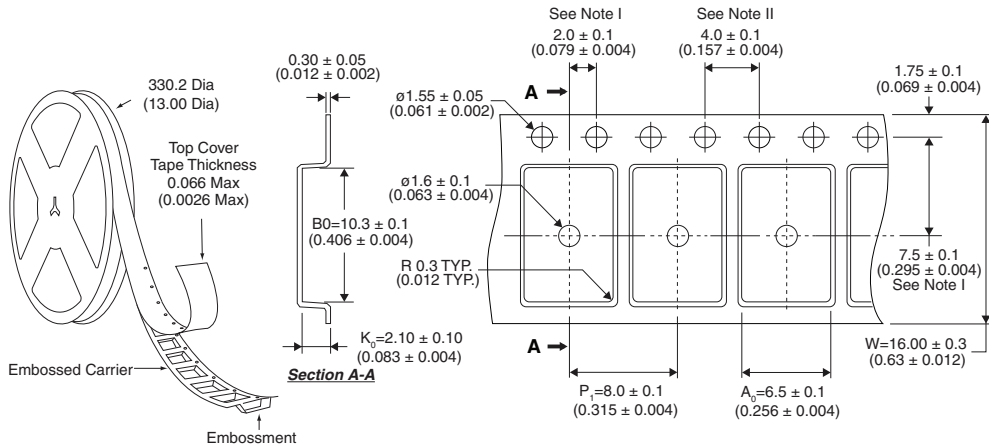 330.2 Dia
(13.00 Dia)
Top Cover
Tape Thickness
0.066 Max
(0.0026 Max)
Embossed Carrier
Embossment
0.30 ± 0.05
(0.012 ± 0.002)
B0=10.3 ± 0.1
(0.406 ± 0.004)
K₀=2.10 ± 0.10
(0.083 ± 0.004)
Section A-A
See Note I
2.0 ± 0.1
(0.079 ± 0.004)
See Note II
4.0 ± 0.1
(0.157 ± 0.004)
1.75 ± 0.1
(0.069 ± 0.004)
A
ø1.55 ± 0.05
(0.061 ± 0.002)
ø1.6 ± 0.1
(0.063 ± 0.004)
R 0.3 TYP.
(0.012 TYP.)
7.5 ± 0.1
(0.295 ± 0.004)
See Note I
A
W=16.00 ± 0.3
(0.63 ± 0.012)
P₁=8.0 ± 0.1
(0.315 ± 0.004)
A₀=6.5 ± 0.1
(0.256 ± 0.004)